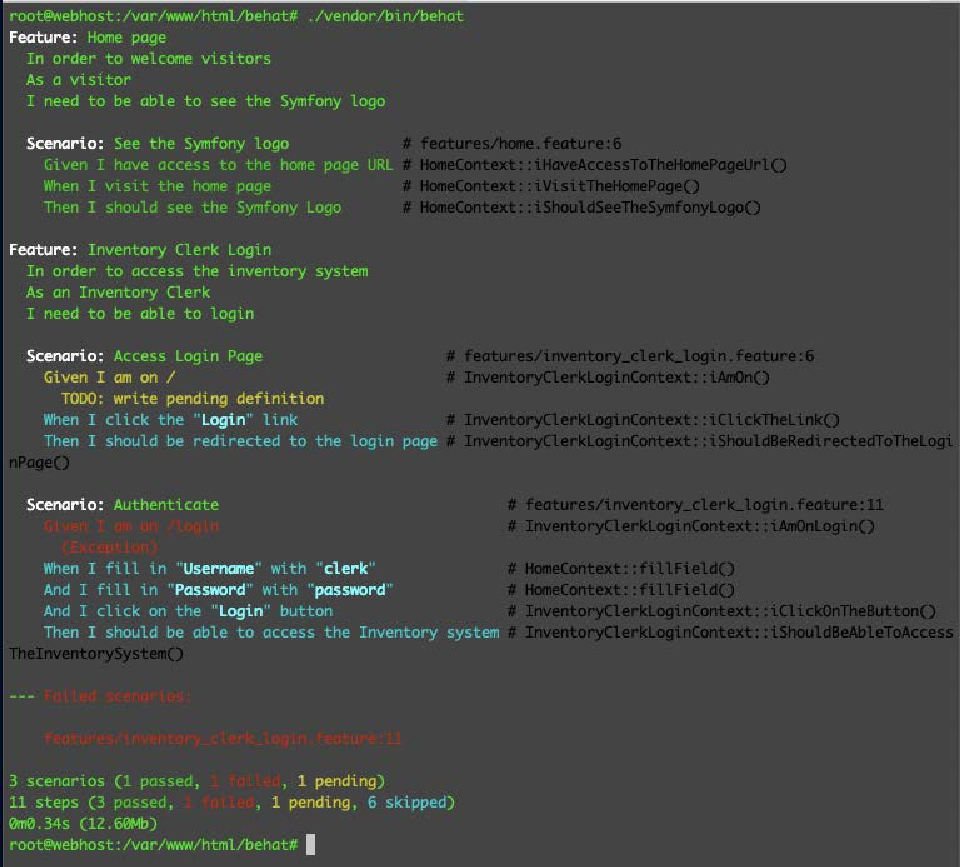 root@webhost:/var/www/html/behat# ./vendor/bin/behat
Feature: Home page
In order to welcome visitors
As a visitor
I need to be able to see the Symfony logo
Scenario: See the Symfony logo # features/home.feature:6
Given I have access to the home page URL # HomeContext::iHaveAccessToTheHomePageUrl()
When I visit the home page # HomeContext::iVisitTheHomePage()
Then I should see the Symfony Logo # HomeContext::iShouldSeeTheSymfonyLogo()
Feature: Inventory Clerk Login
In order to access the inventory system
As an Inventory Clerk
I need to be able to login
Scenario: Access Login Page # features/inventory_clerk_login.feature:6
Given I am on / # InventoryClerkLoginContext::iAmOn()
TODO: write pending definition
When I click the "Login" link # InventoryClerkLoginContext::iClickTheLink()
Then I should be redirected to the login page # InventoryClerkLoginContext::iShouldBeRedirectedToTheLogi
nPage()
Scenario: Authenticate # features/inventory_clerk_login.feature:11
Given I am on /login # InventoryClerkLoginContext::iAmOnLogin()
(Exception)
When I fill in "Username" with "clerk" # HomeContext::fillField()
And I fill in "Password" with "password" # HomeContext::fillField()
And I click on the "Login" button # InventoryClerkLoginContext::iClickOnTheButton()
Then I should be able to access the Inventory system # InventoryClerkLoginContext::iShouldBeAbleToAccess
TheInventorySystem()
--- Failed scenarios:
features/inventory_clerk_login.feature:11
3 scenarios (1 passed, 1 failed, 1 pending)
11 steps (3 passed, 1 failed, 1 pending, 6 skipped)
0m0.34s (12.60Mb)
root@webhost:/var/www/html/behat#